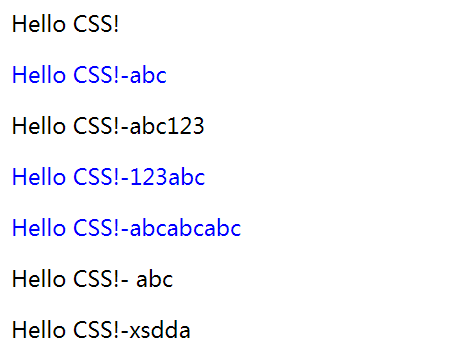 Hello CSS!
Hello CSS!-abc
Hello CSS!-abc123
Hello CSS!-123abc
Hello CSS!-abcabcabc
Hello CSS!- abc
Hello CSS!-xsdda